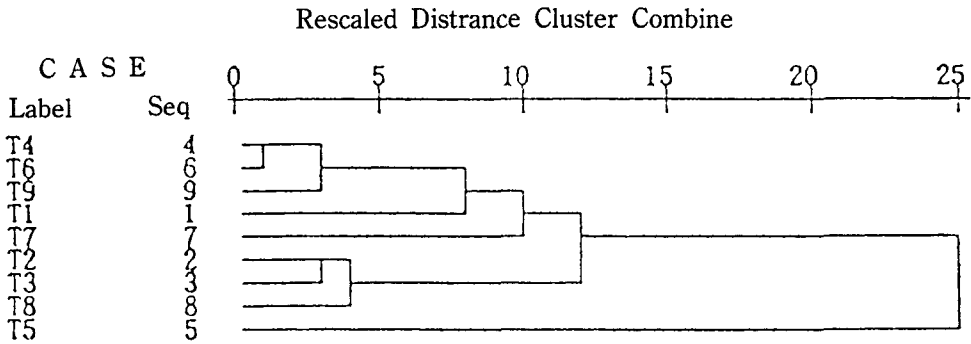 Rescaled Distrance Cluster Combine
C A S E 0 5 10 15 20 25
Label Seq
T4 4
T6 6
T9 9
T1 1
T7 7
T2 2
T3 3
T8 8
T5 5